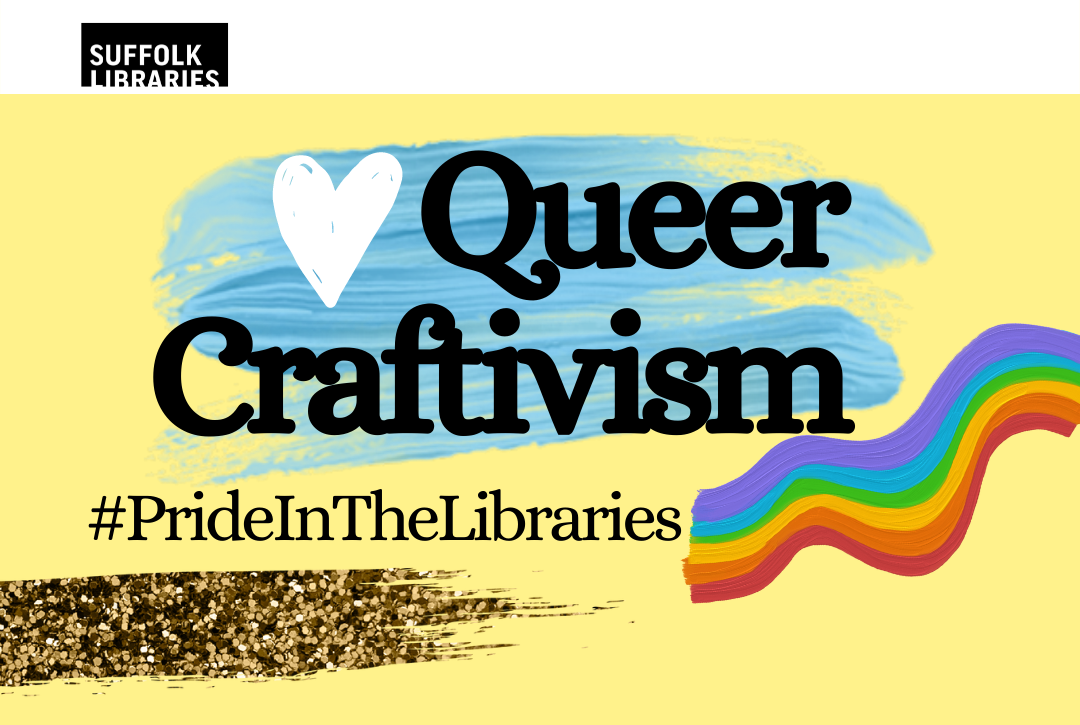 SUFFOLK
LIBRARIES
Queer
Craftivism
#PrideInTheLibraries